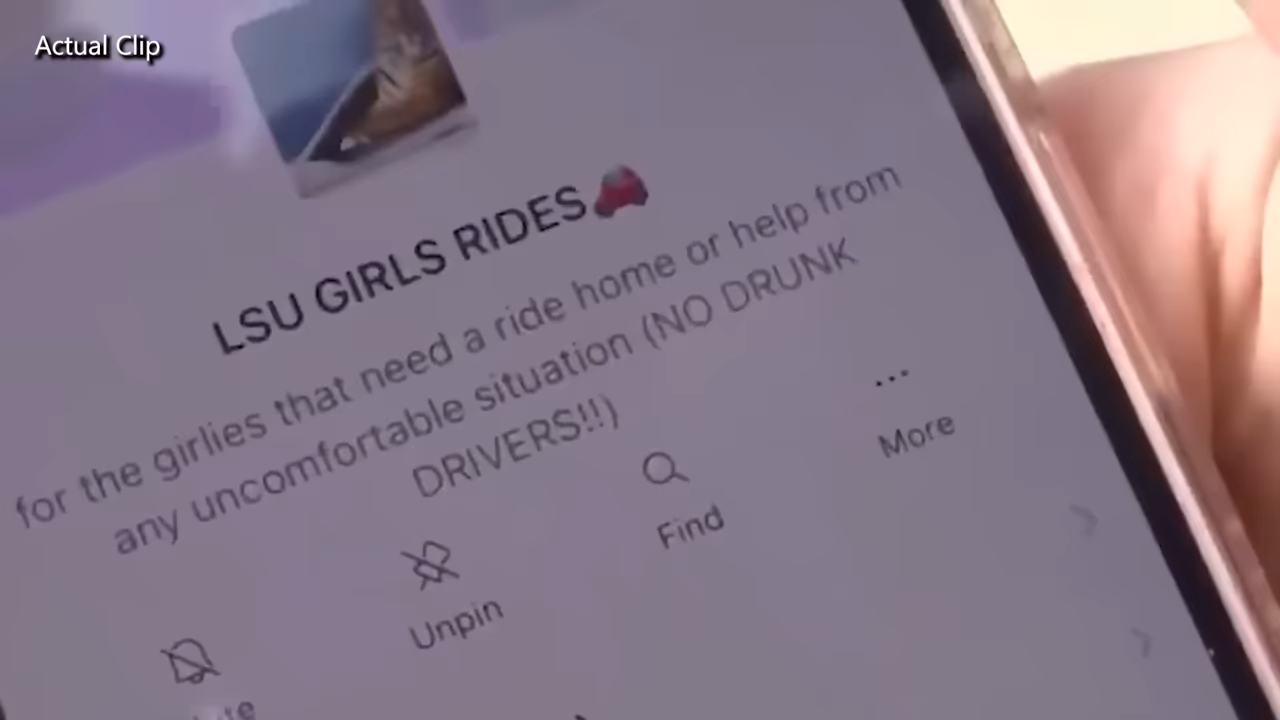 Actual Clip
LSU GIRLS RIDES
for the girlies that need a ride home or help from
any uncomfortable situation (NO DRUNK
DRIVERS!!)
More
Find
Unpin